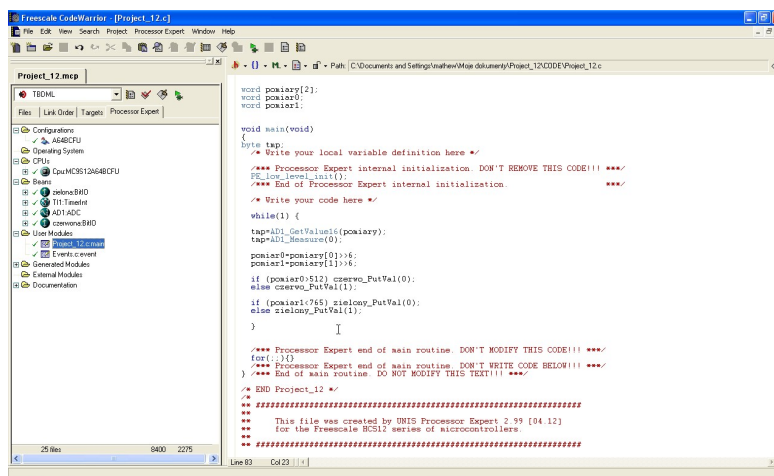 Freescale CodeWarrior - [Project_12.c]
File Edit View Search Project Processor Expert Window Help
Path: C:\Documents and Settings\mathew\Moje dokumenty\Project_12\CODE\Project_12.c
Project_12.mcp
TBDML
Files Link Order Targets Processor Expert
Configurations
A64BCFU
Operating System
CPUs
Cpu:MC9S12A64BCFU
Beans
zielona:BitIO
TI1:TimerInt
AD1:ADC
czerwona:BitIO
User Modules
Project_12.c:main
Events.c:event
Generated Modules
External Modules
Documentation
25 files 8400 2275
word pomiary[2];
word pomiar0;
word pomiar1;
void main(void)
{
byte tmp;
/* Write your local variable definition here */
/*** Processor Expert internal initialization. DON'T REMOVE THIS CODE!!! ***/
PE_low_level_init();
/*** End of Processor Expert internal initialization. ***/
/* Write your code here */
while(1) {
tmp=AD1_GetValue16(pomiary);
tmp=AD1_Measure(0);
pomiar0=pomiary[0]>>6;
pomiar1=pomiary[1]>>6;
if (pomiar0>512) czerwo_PutVal(0);
else czerwo_PutVal(1);
if (pomiar1<765) zielony_PutVal(0);
else zielony_PutVal(1);
}
/*** Processor Expert end of main routine. DON'T MODIFY THIS CODE!!! ***/
for(;;){}
/*** Processor Expert end of main routine. DON'T WRITE CODE BELOW!!! ***/
} /*** End of main routine. DO NOT MODIFY THIS TEXT!!! ***/
/* END Project_12 */
/*
** ###################################################################
**
** This file was created by UNIS Processor Expert 2.99 [04.12]
** for the Freescale HCS12 series of microcontrollers.
**
** ###################################################################
Line 83 Col 23